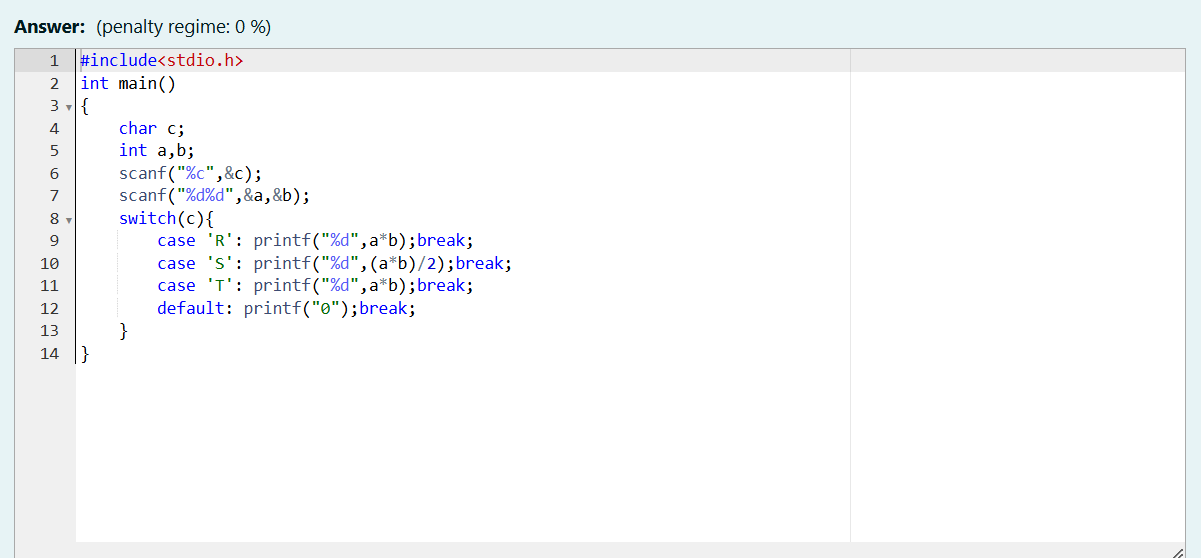 Answer: (penalty regime: 0 %)
1 #include<stdio.h>
2 int main()
3 {
4     char c;
5     int a,b;
6     scanf("%c",&c);
7     scanf("%d%d",&a,&b);
8     switch(c){
9         case 'R': printf("%d",a*b);break;
10         case 'S': printf("%d",(a*b)/2);break;
11         case 'T': printf("%d",a*b);break;
12         default: printf("0");break;
13     }
14 }